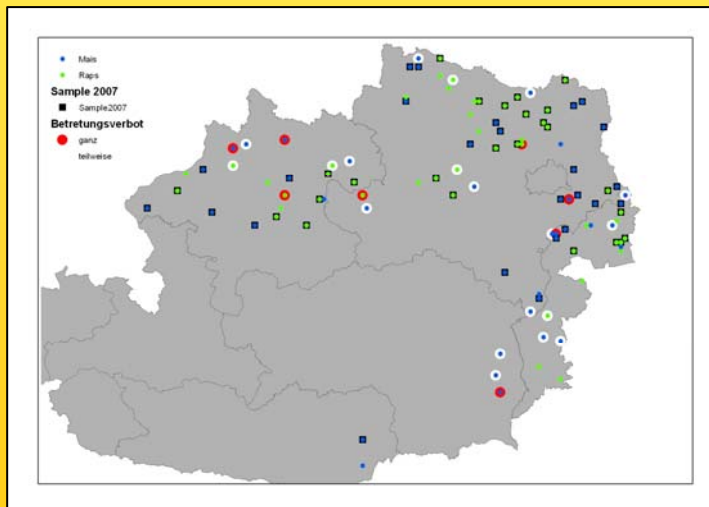 Mais
Raps
Sample 2007
Sample2007
Betretungsverbot
ganz
teilweise